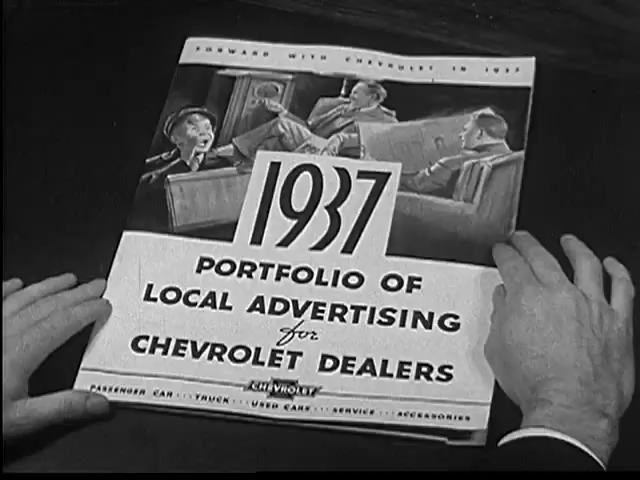 FORWARD WITH CHEVROLET IN 1937
1937
PORTFOLIO OF
LOCAL ADVERTISING
for
CHEVROLET DEALERS
CHEVROLET
PASSENGER CAR ... TRUCK ... USED CARS ... SERVICE ... ACCESSORIES